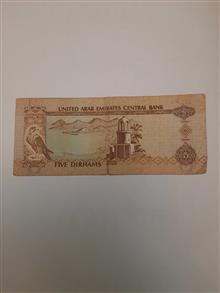 UNITED ARAB EMIRATES CENTRAL BANK
FIVE DIRHAMS